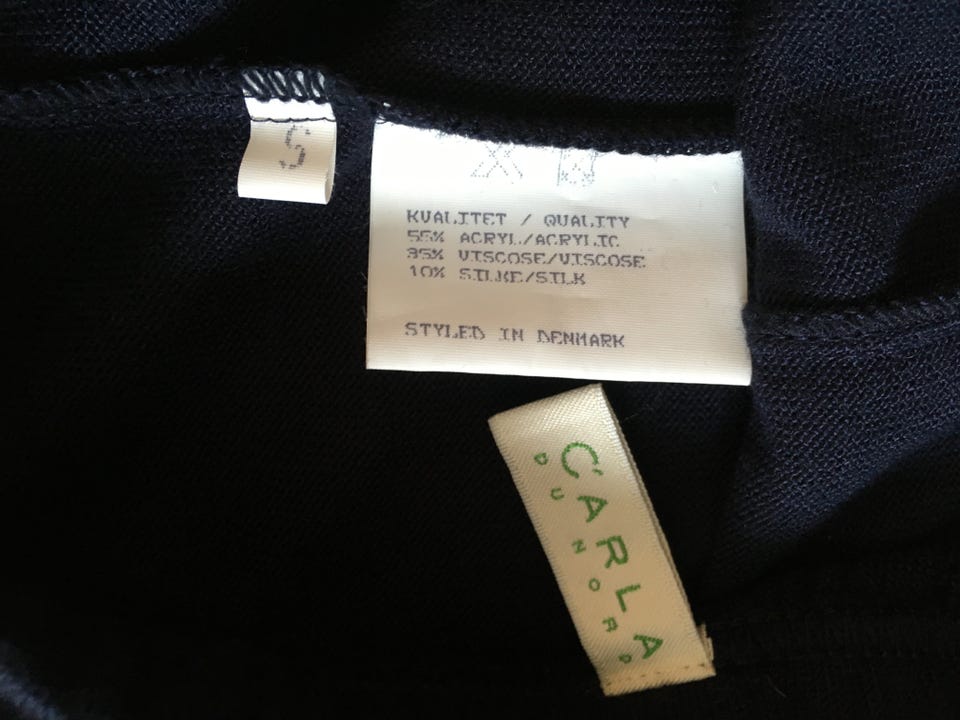 S
KVALITET / QUALITY
55% ACRYL/ACRYLIC
35% VISCOSE/VISCOSE
10% SILKE/SILK
STYLED IN DENMARK
CARLA
DU NORD